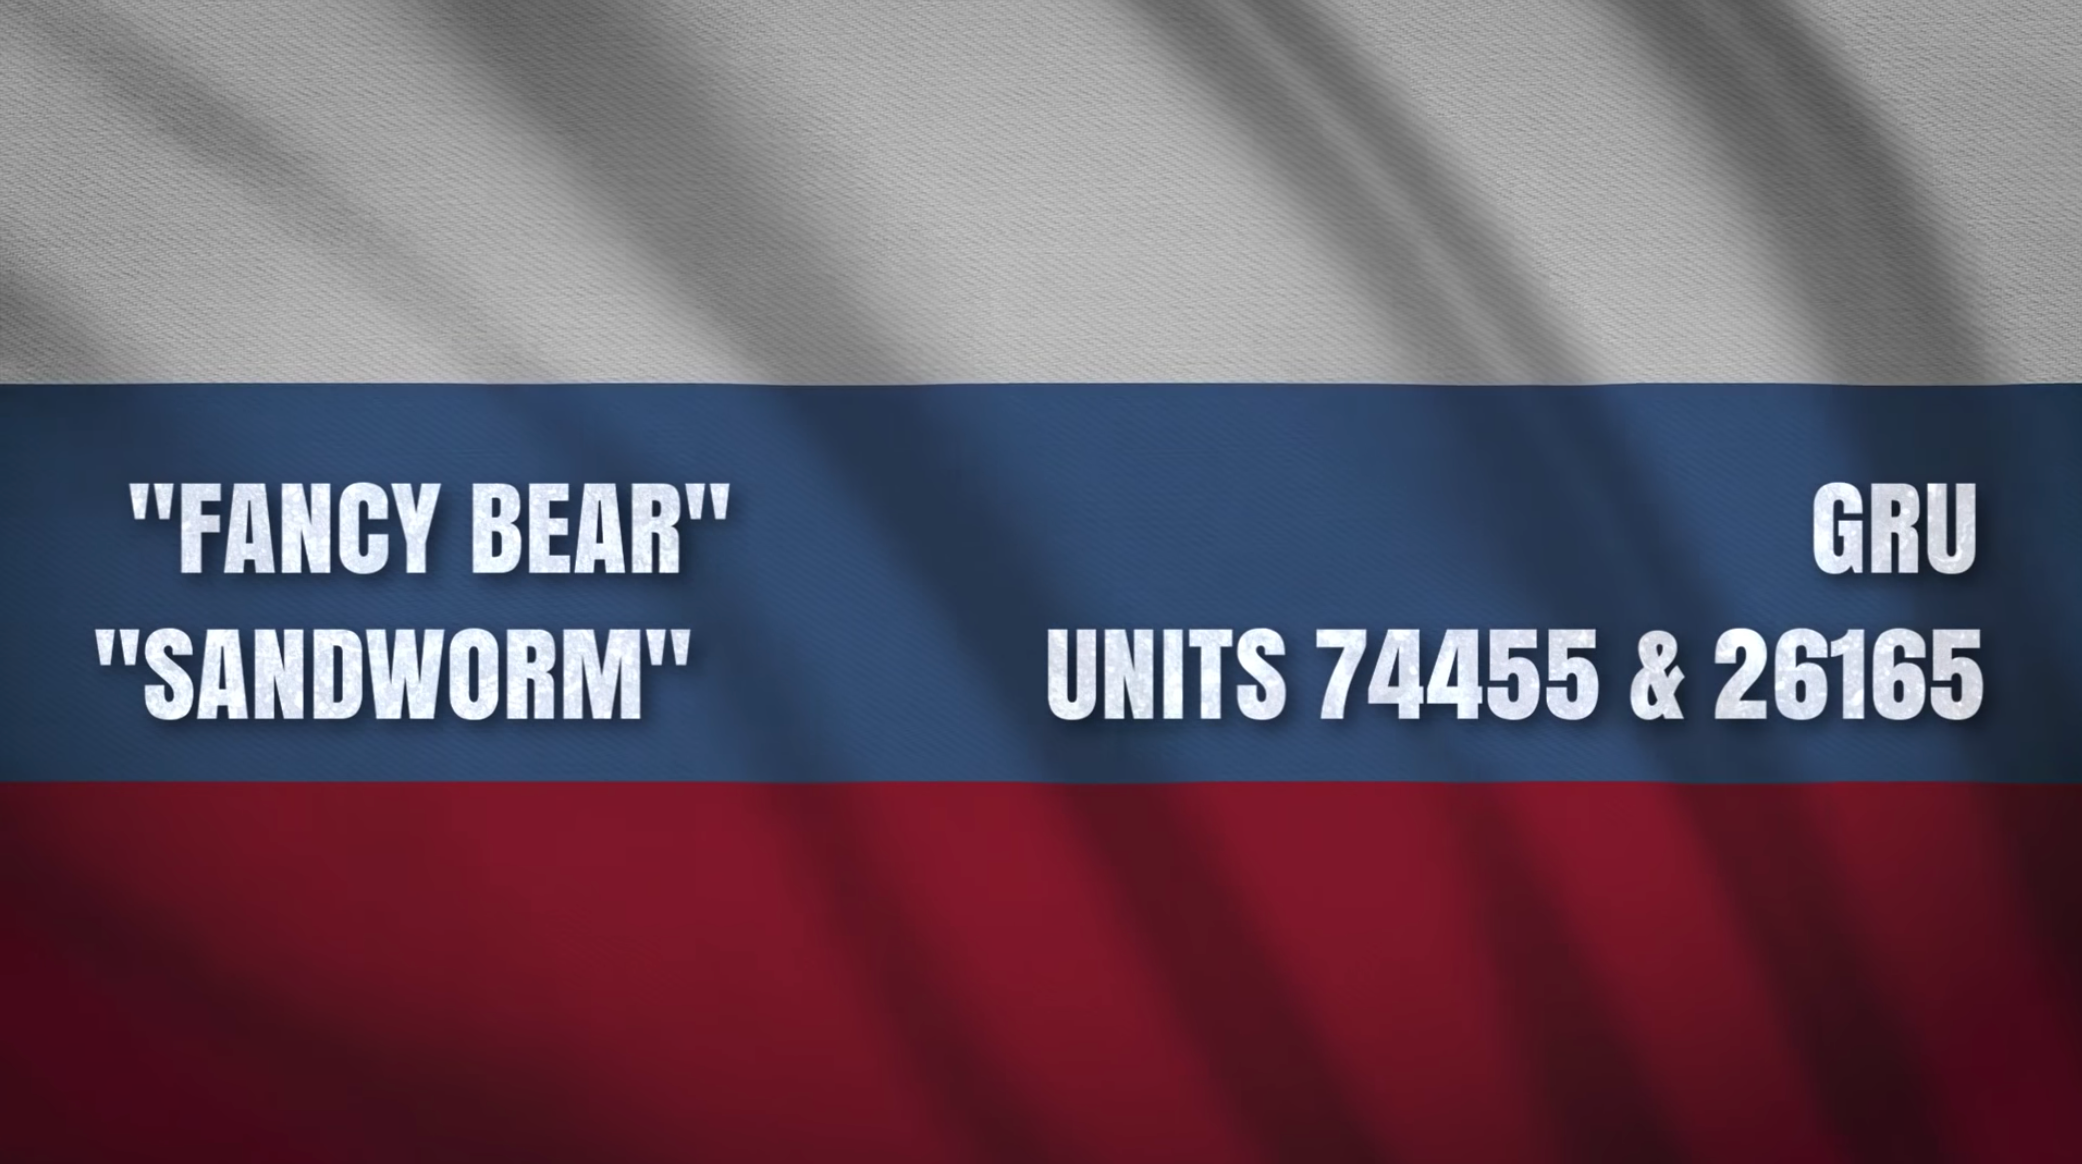 "FANCY BEAR"
"SANDWORM"
GRU
UNITS 74455 & 26165